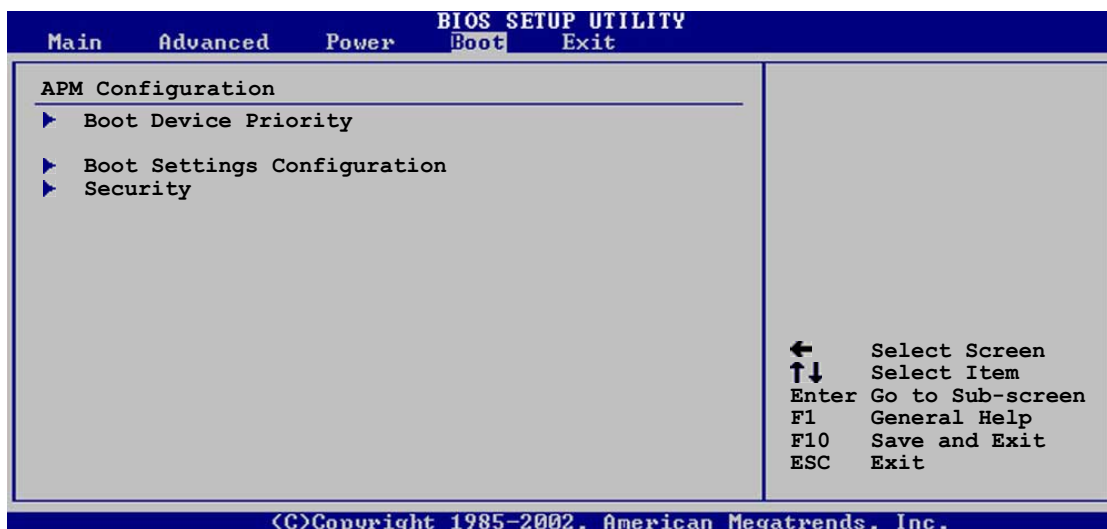 BIOS SETUP UTILITY
Main Advanced Power Boot Exit
APM Configuration
Boot Device Priority
Boot Settings Configuration
Security
← Select Screen
↑↓ Select Item
Enter Go to Sub-screen
F1 General Help
F10 Save and Exit
ESC Exit
(C)Copyright 1985-2002, American Megatrends, Inc.